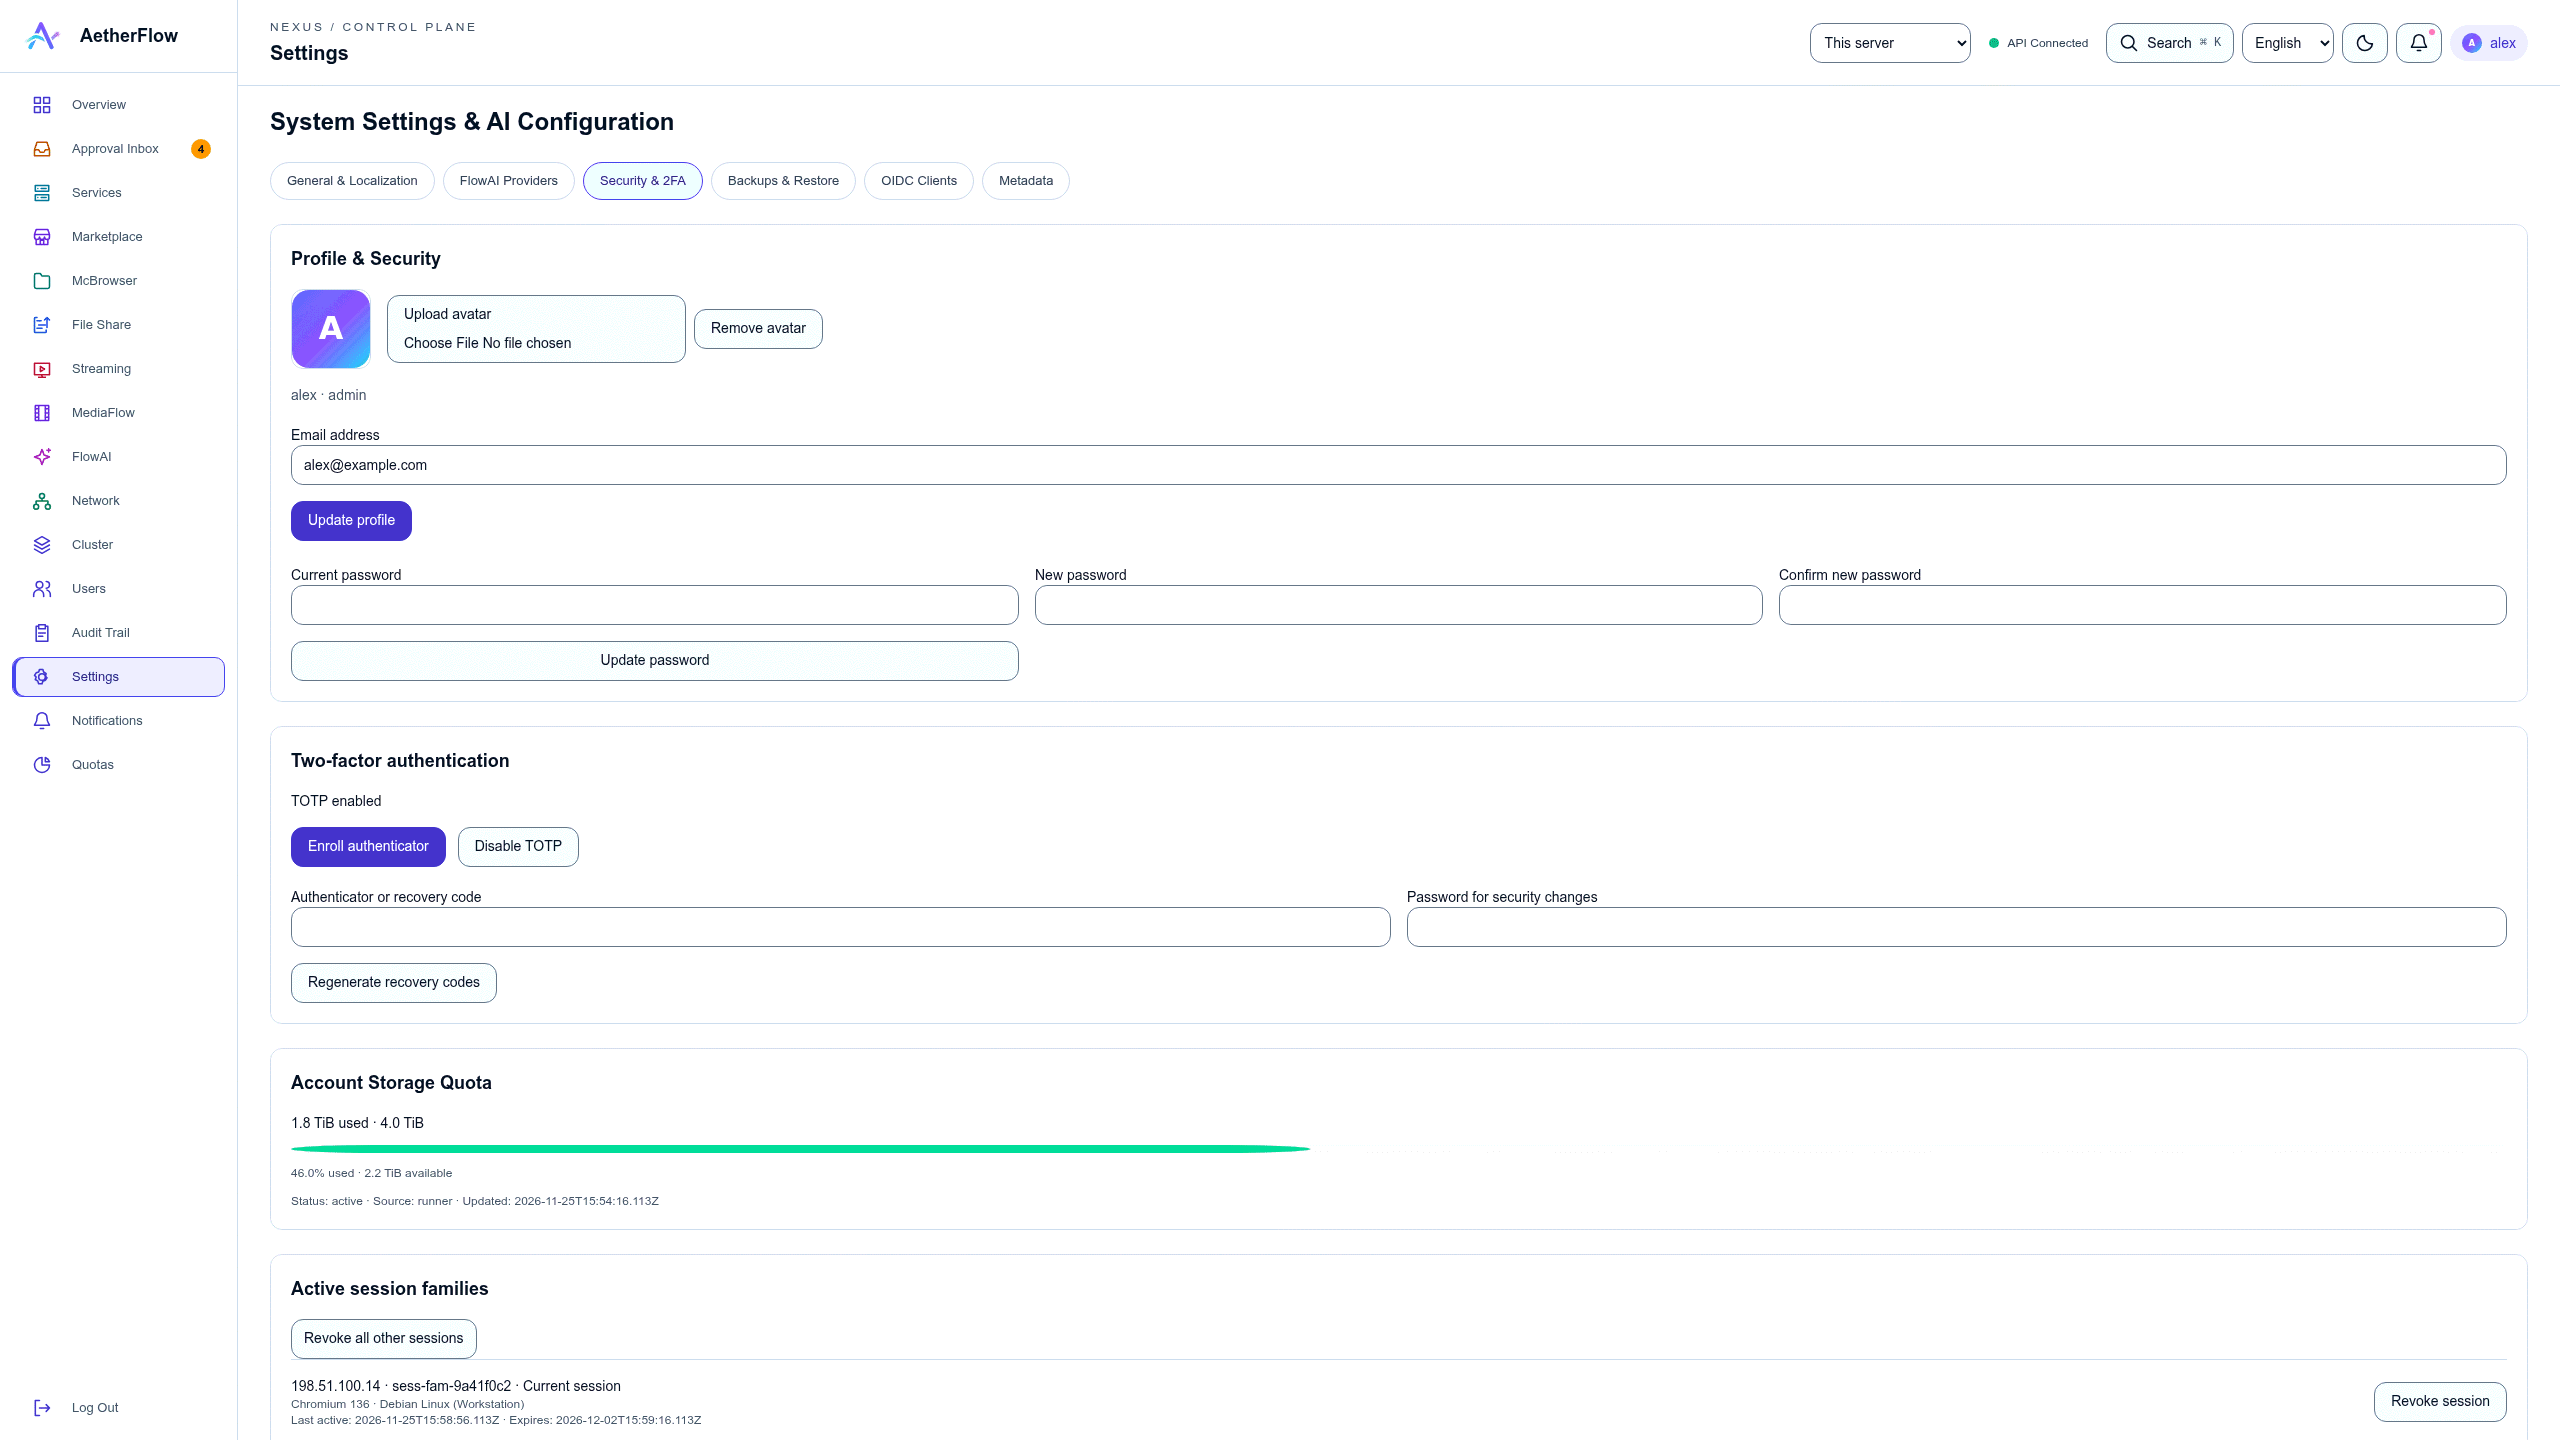 AetherFlow
Overview
Approval Inbox 4
Services
Marketplace
McBrowser
File Share
Streaming
MediaFlow
FlowAI
Network
Cluster
Users
Audit Trail
Settings
Notifications
Quotas
Log Out
NEXUS / CONTROL PLANE
Settings
This server
API Connected
Search ⌘ K
English
A alex
System Settings & AI Configuration
General & Localization
FlowAI Providers
Security & 2FA
Backups & Restore
OIDC Clients
Metadata
Profile & Security
A
Upload avatar
Choose File No file chosen
Remove avatar
alex · admin
Email address
alex@example.com
Update profile
Current password
New password
Confirm new password
Update password
Two-factor authentication
TOTP enabled
Enroll authenticator
Disable TOTP
Authenticator or recovery code
Password for security changes
Regenerate recovery codes
Account Storage Quota
1.8 TiB used · 4.0 TiB
46.0% used · 2.2 TiB available
Status: active · Source: runner · Updated: 2026-11-25T15:54:16.113Z
Active session families
Revoke all other sessions
198.51.100.14 · sess-fam-9a41f0c2 · Current session
Chromium 136 · Debian Linux (Workstation)
Last active: 2026-11-25T15:58:56.113Z · Expires: 2026-12-02T15:59:16.113Z
Revoke session